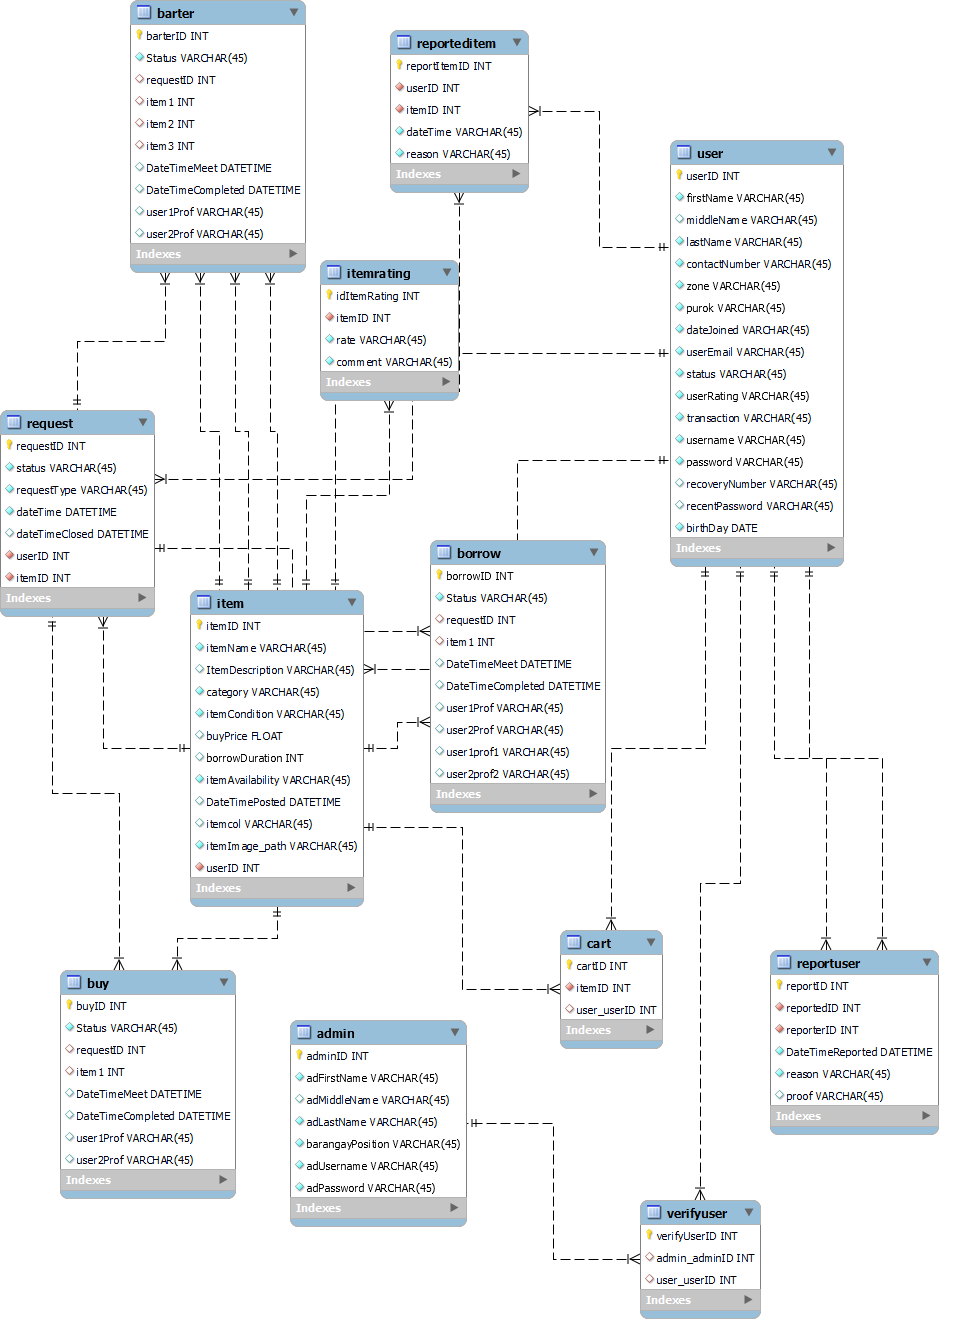 barter
barterID INT
Status VARCHAR(45)
requestID INT
item1 INT
item2 INT
item3 INT
DateTimeMeet DATETIME
DateTimeCompleted DATETIME
user1Prof VARCHAR(45)
user2Prof VARCHAR(45)
Indexes
reporteditem
reportItemID INT
userID INT
itemID INT
dateTime VARCHAR(45)
reason VARCHAR(45)
Indexes
user
userID INT
firstName VARCHAR(45)
middleName VARCHAR(45)
lastName VARCHAR(45)
contactNumber VARCHAR(45)
zone VARCHAR(45)
purok VARCHAR(45)
dateJoined VARCHAR(45)
userEmail VARCHAR(45)
status VARCHAR(45)
userRating VARCHAR(45)
transaction VARCHAR(45)
username VARCHAR(45)
password VARCHAR(45)
recoveryNumber VARCHAR(45)
recentPassword VARCHAR(45)
birthDay DATE
Indexes
itemrating
idItemRating INT
itemID INT
rate VARCHAR(45)
comment VARCHAR(45)
Indexes
request
requestID INT
status VARCHAR(45)
requestType VARCHAR(45)
dateTime DATETIME
dateTimeClosed DATETIME
userID INT
itemID INT
Indexes
borrow
borrowID INT
Status VARCHAR(45)
requestID INT
item1 INT
DateTimeMeet DATETIME
DateTimeCompleted DATETIME
user1Prof VARCHAR(45)
user2Prof VARCHAR(45)
user1prof1 VARCHAR(45)
user2prof2 VARCHAR(45)
Indexes
item
itemID INT
itemName VARCHAR(45)
ItemDescription VARCHAR(45)
category VARCHAR(45)
itemCondition VARCHAR(45)
buyPrice FLOAT
borrowDuration INT
itemAvailability VARCHAR(45)
DateTimePosted DATETIME
itemcol VARCHAR(45)
itemImage_path VARCHAR(45)
userID INT
Indexes
cart
cartID INT
itemID INT
user_userID INT
Indexes
reportuser
reportID INT
reportedID INT
reporterID INT
DateTimeReported DATETIME
reason VARCHAR(45)
proof VARCHAR(45)
Indexes
buy
buyID INT
Status VARCHAR(45)
requestID INT
item1 INT
DateTimeMeet DATETIME
DateTimeCompleted DATETIME
user1Prof VARCHAR(45)
user2Prof VARCHAR(45)
Indexes
admin
adminID INT
adFirstName VARCHAR(45)
adMiddleName VARCHAR(45)
adLastName VARCHAR(45)
barangayPosition VARCHAR(45)
adUsername VARCHAR(45)
adPassword VARCHAR(45)
Indexes
verifyuser
verifyUserID INT
admin_adminID INT
user_userID INT
Indexes